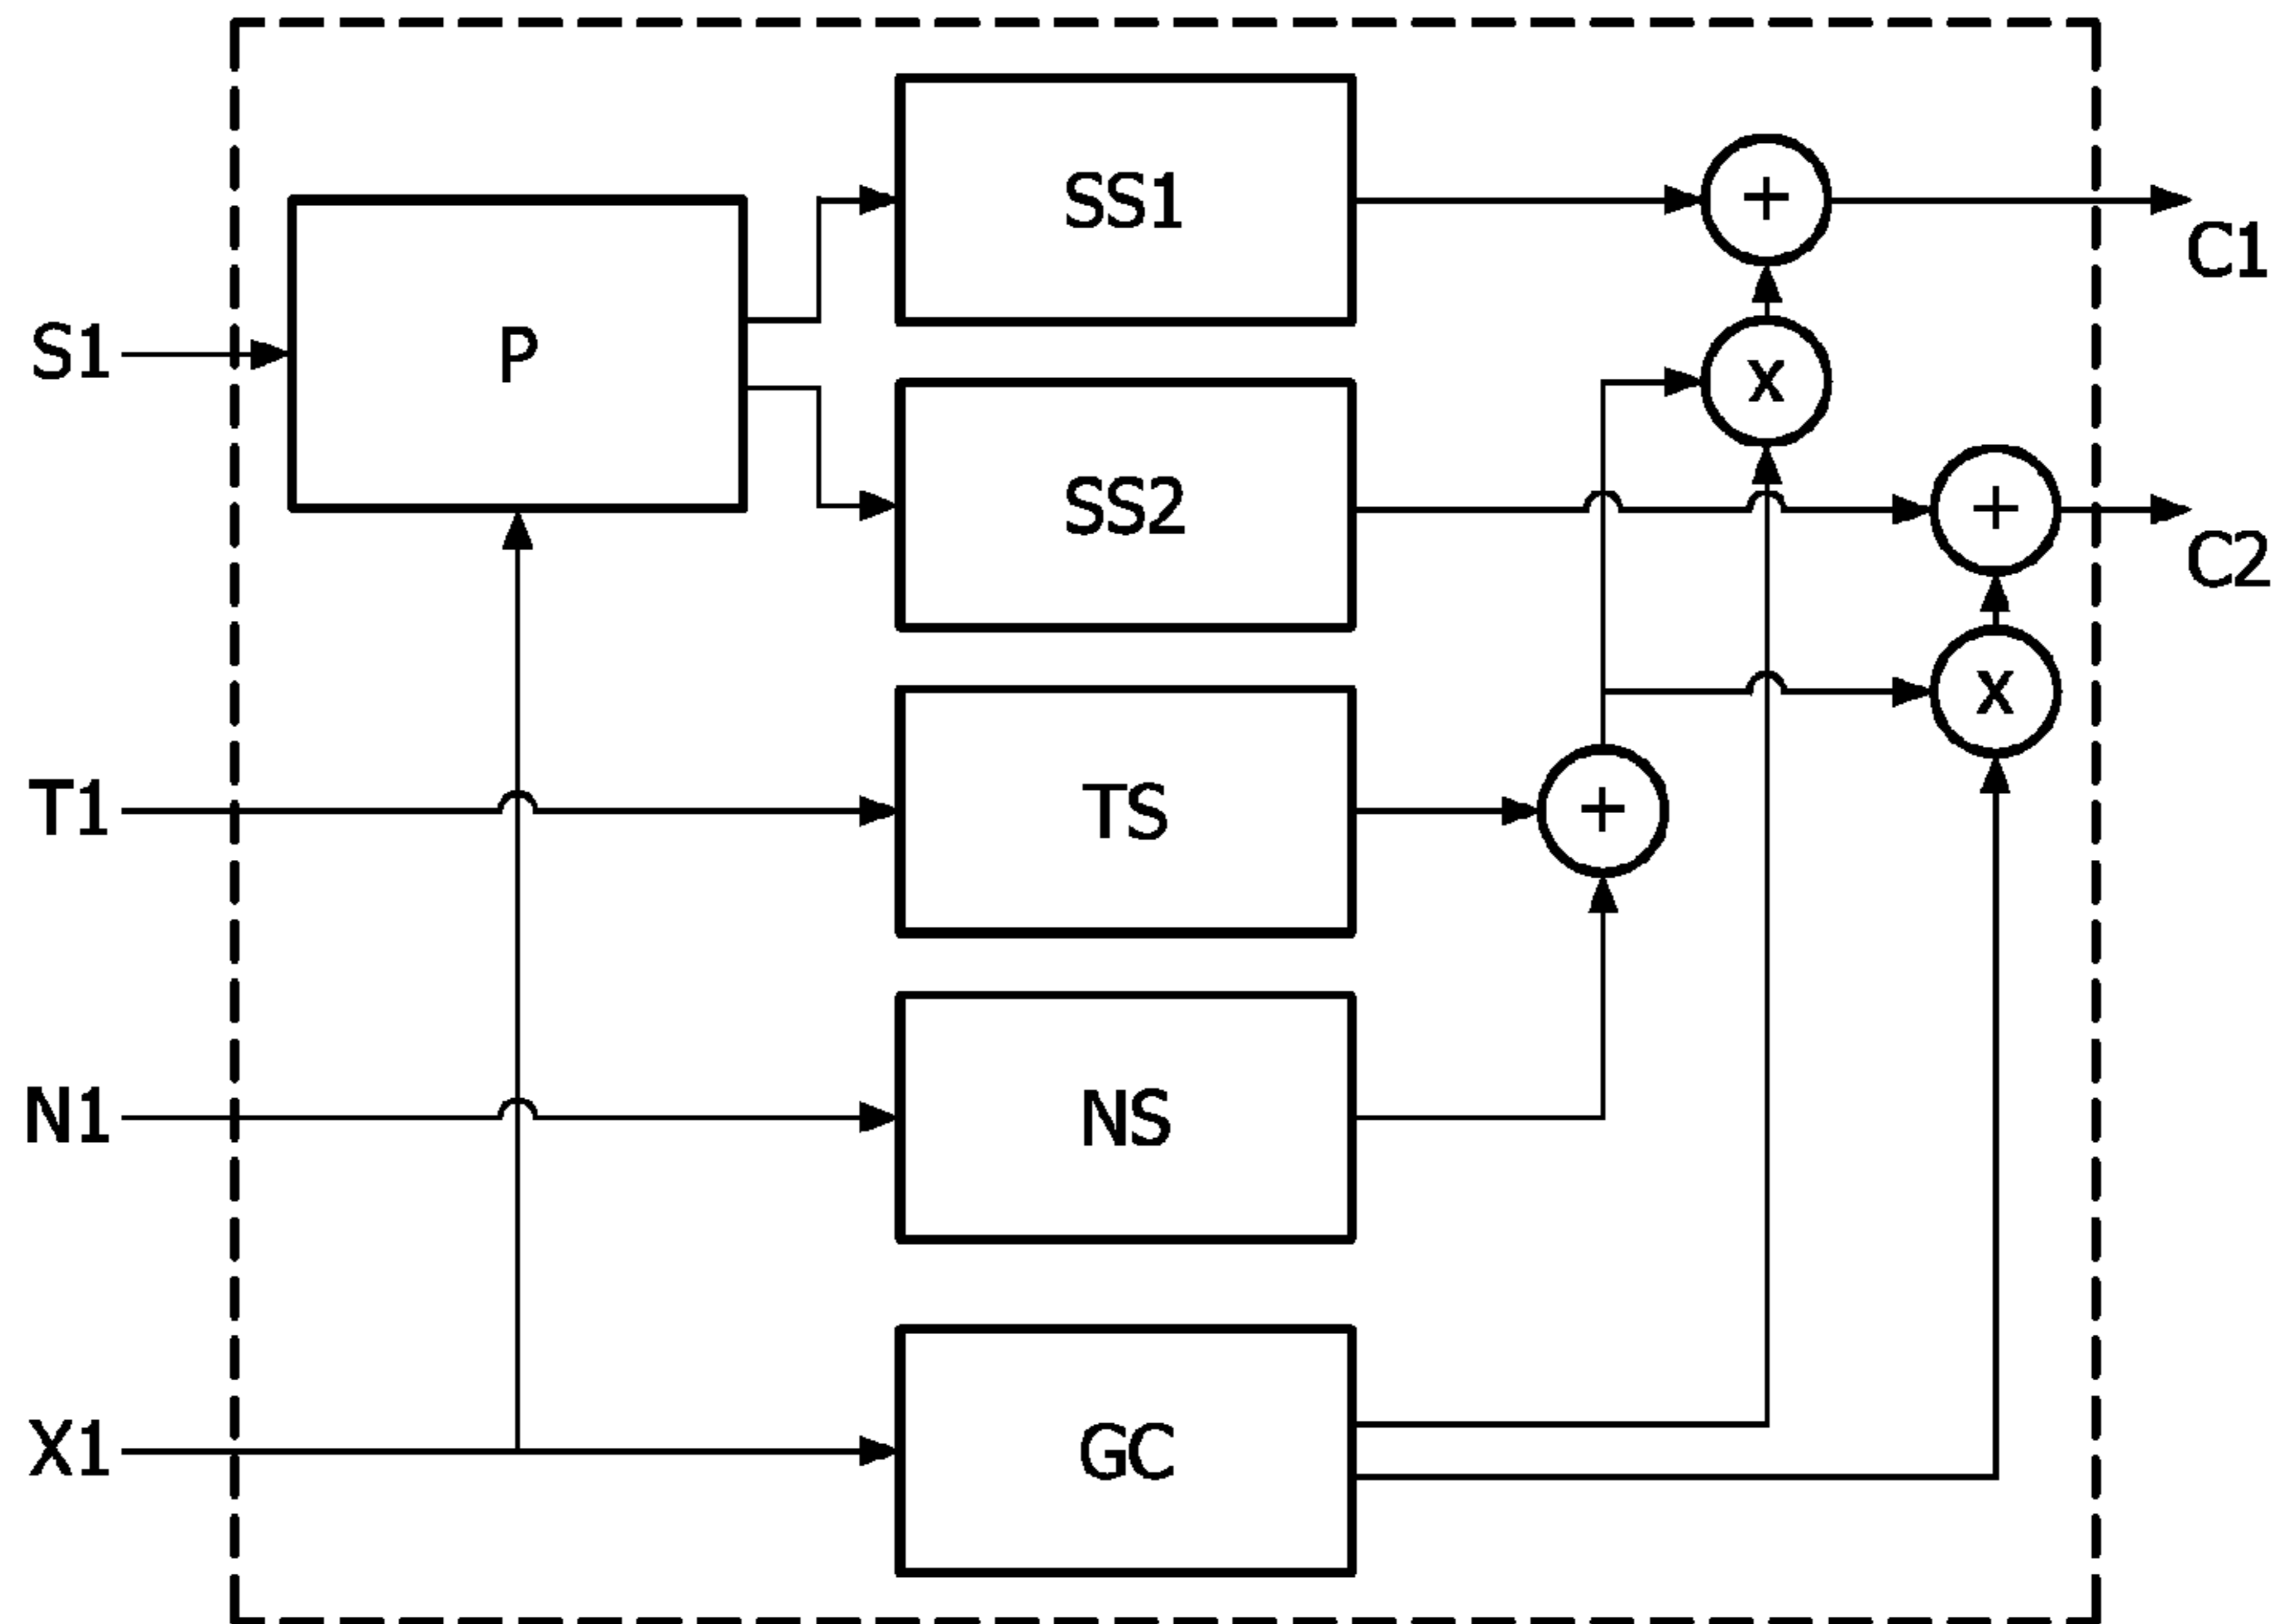 SS1
+
C1
S1
P
x
SS2
+
C2
x
T1
TS
+
N1
NS
X1
GC